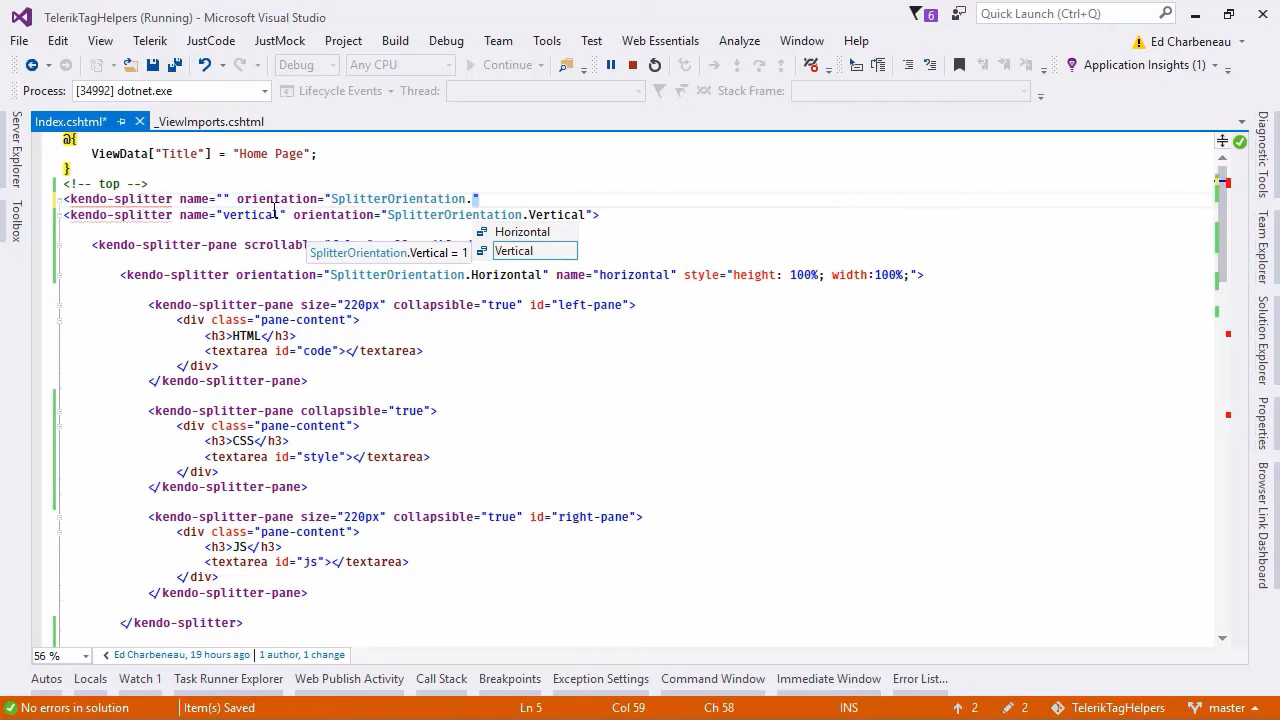 TelerikTagHelpers (Running) - Microsoft Visual Studio
6
Quick Launch (Ctrl+Q)
File Edit View Telerik JustCode JustMock Project Build Debug Team Tools Test Web Essentials Analyze Window Help
Ed Charbeneau
Debug Any CPU Continue Application Insights (1)
Process: [34992] dotnet.exe Lifecycle Events Thread: Stack Frame:
Index.cshtml* _ViewImports.cshtml
Server Explorer
Toolbox
@{
ViewData["Title"] = "Home Page";
}
<!-- top -->
<kendo-splitter name="" orientation="SplitterOrientation."
<kendo-splitter name="vertical" orientation="SplitterOrientation.Vertical">
Horizontal
<kendo-splitter-pane
SplitterOrientation.Vertical = 1
Vertical
<kendo-splitter orientation="SplitterOrientation.Horizontal" name="horizontal" style="height: 100%; width:100%;">
<kendo-splitter-pane size="220px" collapsible="true" id="left-pane">
<div class="pane-content">
<h3>HTML</h3>
<textarea id="code"></textarea>
</div>
</kendo-splitter-pane>
<kendo-splitter-pane collapsible="true">
<div class="pane-content">
<h3>CSS</h3>
<textarea id="style"></textarea>
</div>
</kendo-splitter-pane>
<kendo-splitter-pane size="220px" collapsible="true" id="right-pane">
<div class="pane-content">
<h3>JS</h3>
<textarea id="js"></textarea>
</div>
</kendo-splitter-pane>
</kendo-splitter>
Diagnostic Tools
Team Explorer
Solution Explorer
Properties
Browser Link Dashboard
56 % Ed Charbeneau, 19 hours ago | 1 author, 1 change
Autos Locals Watch 1 Task Runner Explorer Web Publish Activity Call Stack Breakpoints Exception Settings Command Window Immediate Window Error List...
No errors in solution Item(s) Saved Ln 5 Col 59 Ch 58 INS 2 2 TelerikTagHelpers master